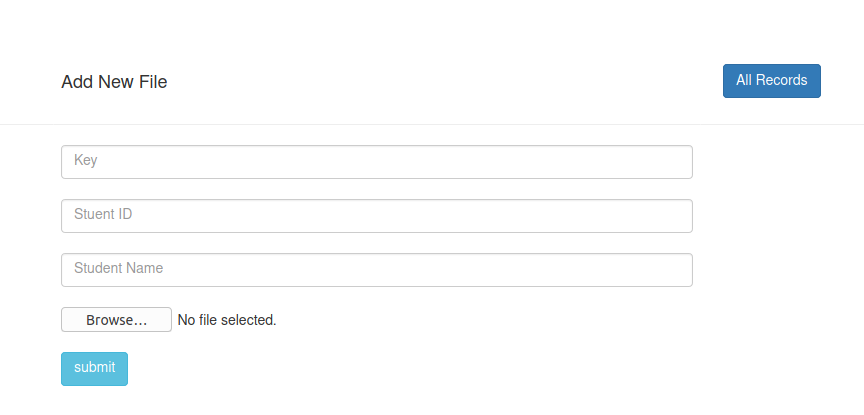 Add New File
All Records
Key
Stuent ID
Student Name
Browse... No file selected.
submit